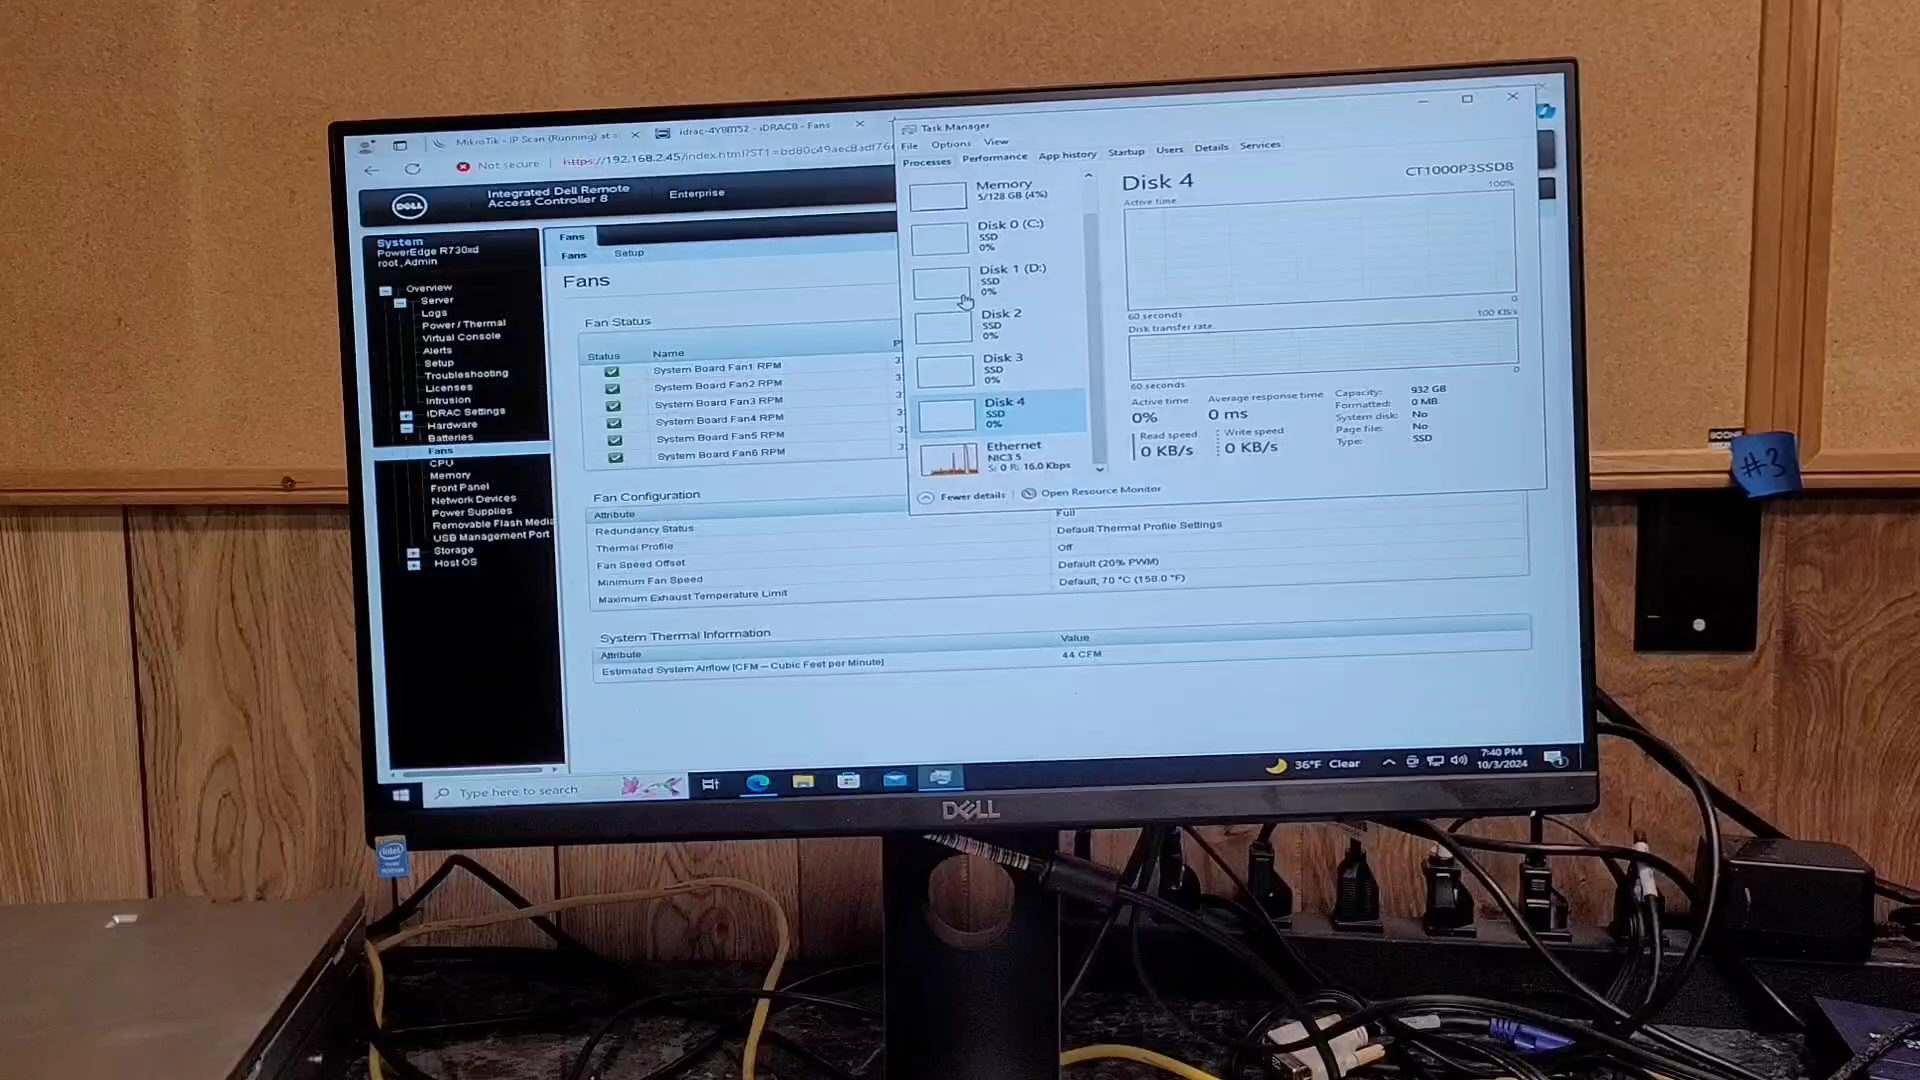 MikroTik - IP Scan (Running) at a
idrac-4Y8BT52 - iDRAC8 - Fans
Not secure
https://192.168.2.45/index.html?ST1=bd80c49aec8adf76
DELL
Integrated Dell Remote
Access Controller 8
Enterprise
System
PowerEdge R730xd
root , Admin
Overview
Server
Logs
Power / Thermal
Virtual Console
Alerts
Setup
Troubleshooting
Licenses
Intrusion
iDRAC Settings
Hardware
Batteries
Fans
CPU
Memory
Front Panel
Network Devices
Power Supplies
Removable Flash Media
USB Management Port
Storage
Host OS
Fans
Fans
Setup
Fans
Fan Status
Status
Name
System Board Fan1 RPM
System Board Fan2 RPM
System Board Fan3 RPM
System Board Fan4 RPM
System Board Fan5 RPM
System Board Fan6 RPM
Fan Configuration
Attribute
Redundancy Status
Full
Thermal Profile
Default Thermal Profile Settings
Fan Speed Offset
Off
Minimum Fan Speed
Default (20% PWM)
Maximum Exhaust Temperature Limit
Default, 70 °C (158.0 °F)
System Thermal Information
Attribute
Value
Estimated System Airflow [CFM – Cubic Feet per Minute]
44 CFM
Task Manager
File Options View
Processes Performance App history Startup Users Details Services
Memory
5/128 GB (4%)
Disk 0 (C:)
SSD
0%
Disk 1 (D:)
SSD
0%
Disk 2
SSD
0%
Disk 3
SSD
0%
Disk 4
SSD
0%
Ethernet
NIC3 5
S: 0 R: 16.0 Kbps
Disk 4
CT1000P3SSD8
Active time
100%
60 seconds
0
Disk transfer rate
100 KB/s
60 seconds
0
Active time
0%
Average response time
0 ms
Read speed
0 KB/s
Write speed
0 KB/s
Capacity: 932 GB
Formatted: 0 MB
System disk: No
Page file: No
Type: SSD
Fewer details
Open Resource Monitor
Type here to search
36°F Clear
7:40 PM
10/3/2024
DELL
intel
#3